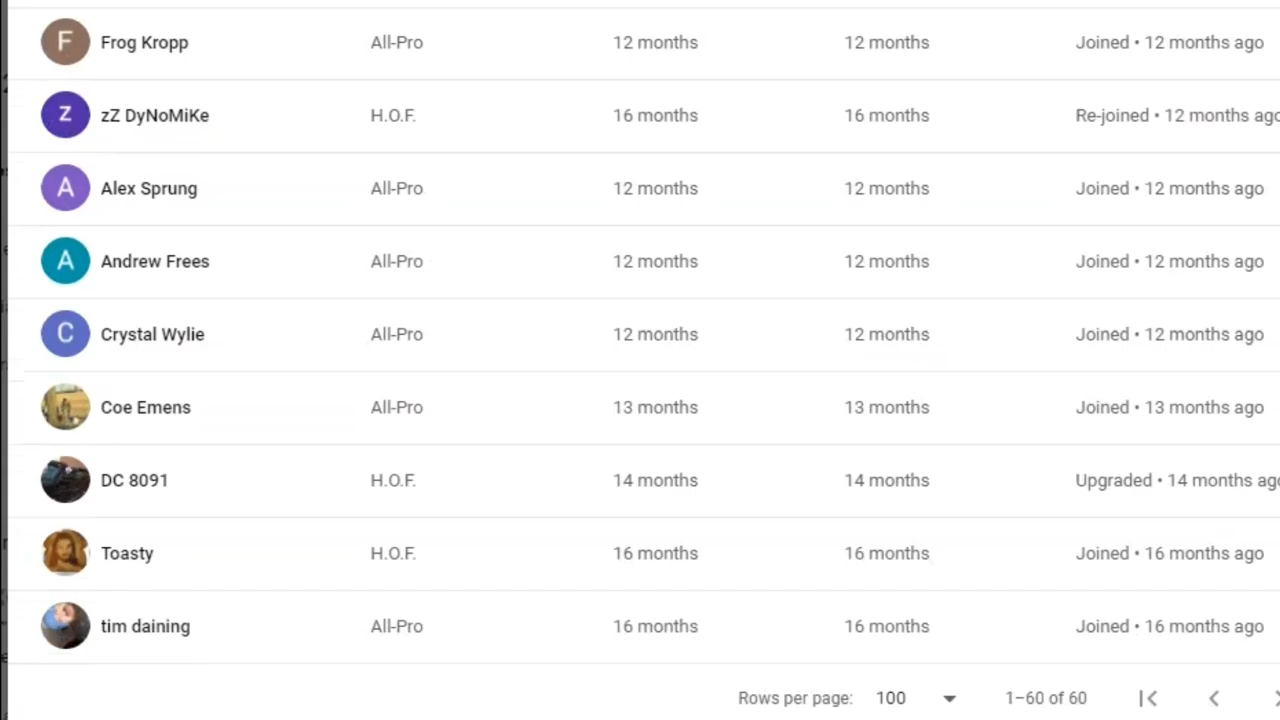 F Frog Kropp All-Pro 12 months 12 months Joined • 12 months ago
z zZ DyNoMiKe H.O.F. 16 months 16 months Re-joined • 12 months ago
A Alex Sprung All-Pro 12 months 12 months Joined • 12 months ago
A Andrew Frees All-Pro 12 months 12 months Joined • 12 months ago
C Crystal Wylie All-Pro 12 months 12 months Joined • 12 months ago
Coe Emens All-Pro 13 months 13 months Joined • 13 months ago
DC 8091 H.O.F. 14 months 14 months Upgraded • 14 months ago
Toasty H.O.F. 16 months 16 months Joined • 16 months ago
tim daining All-Pro 16 months 16 months Joined • 16 months ago
Rows per page: 100 1–60 of 60